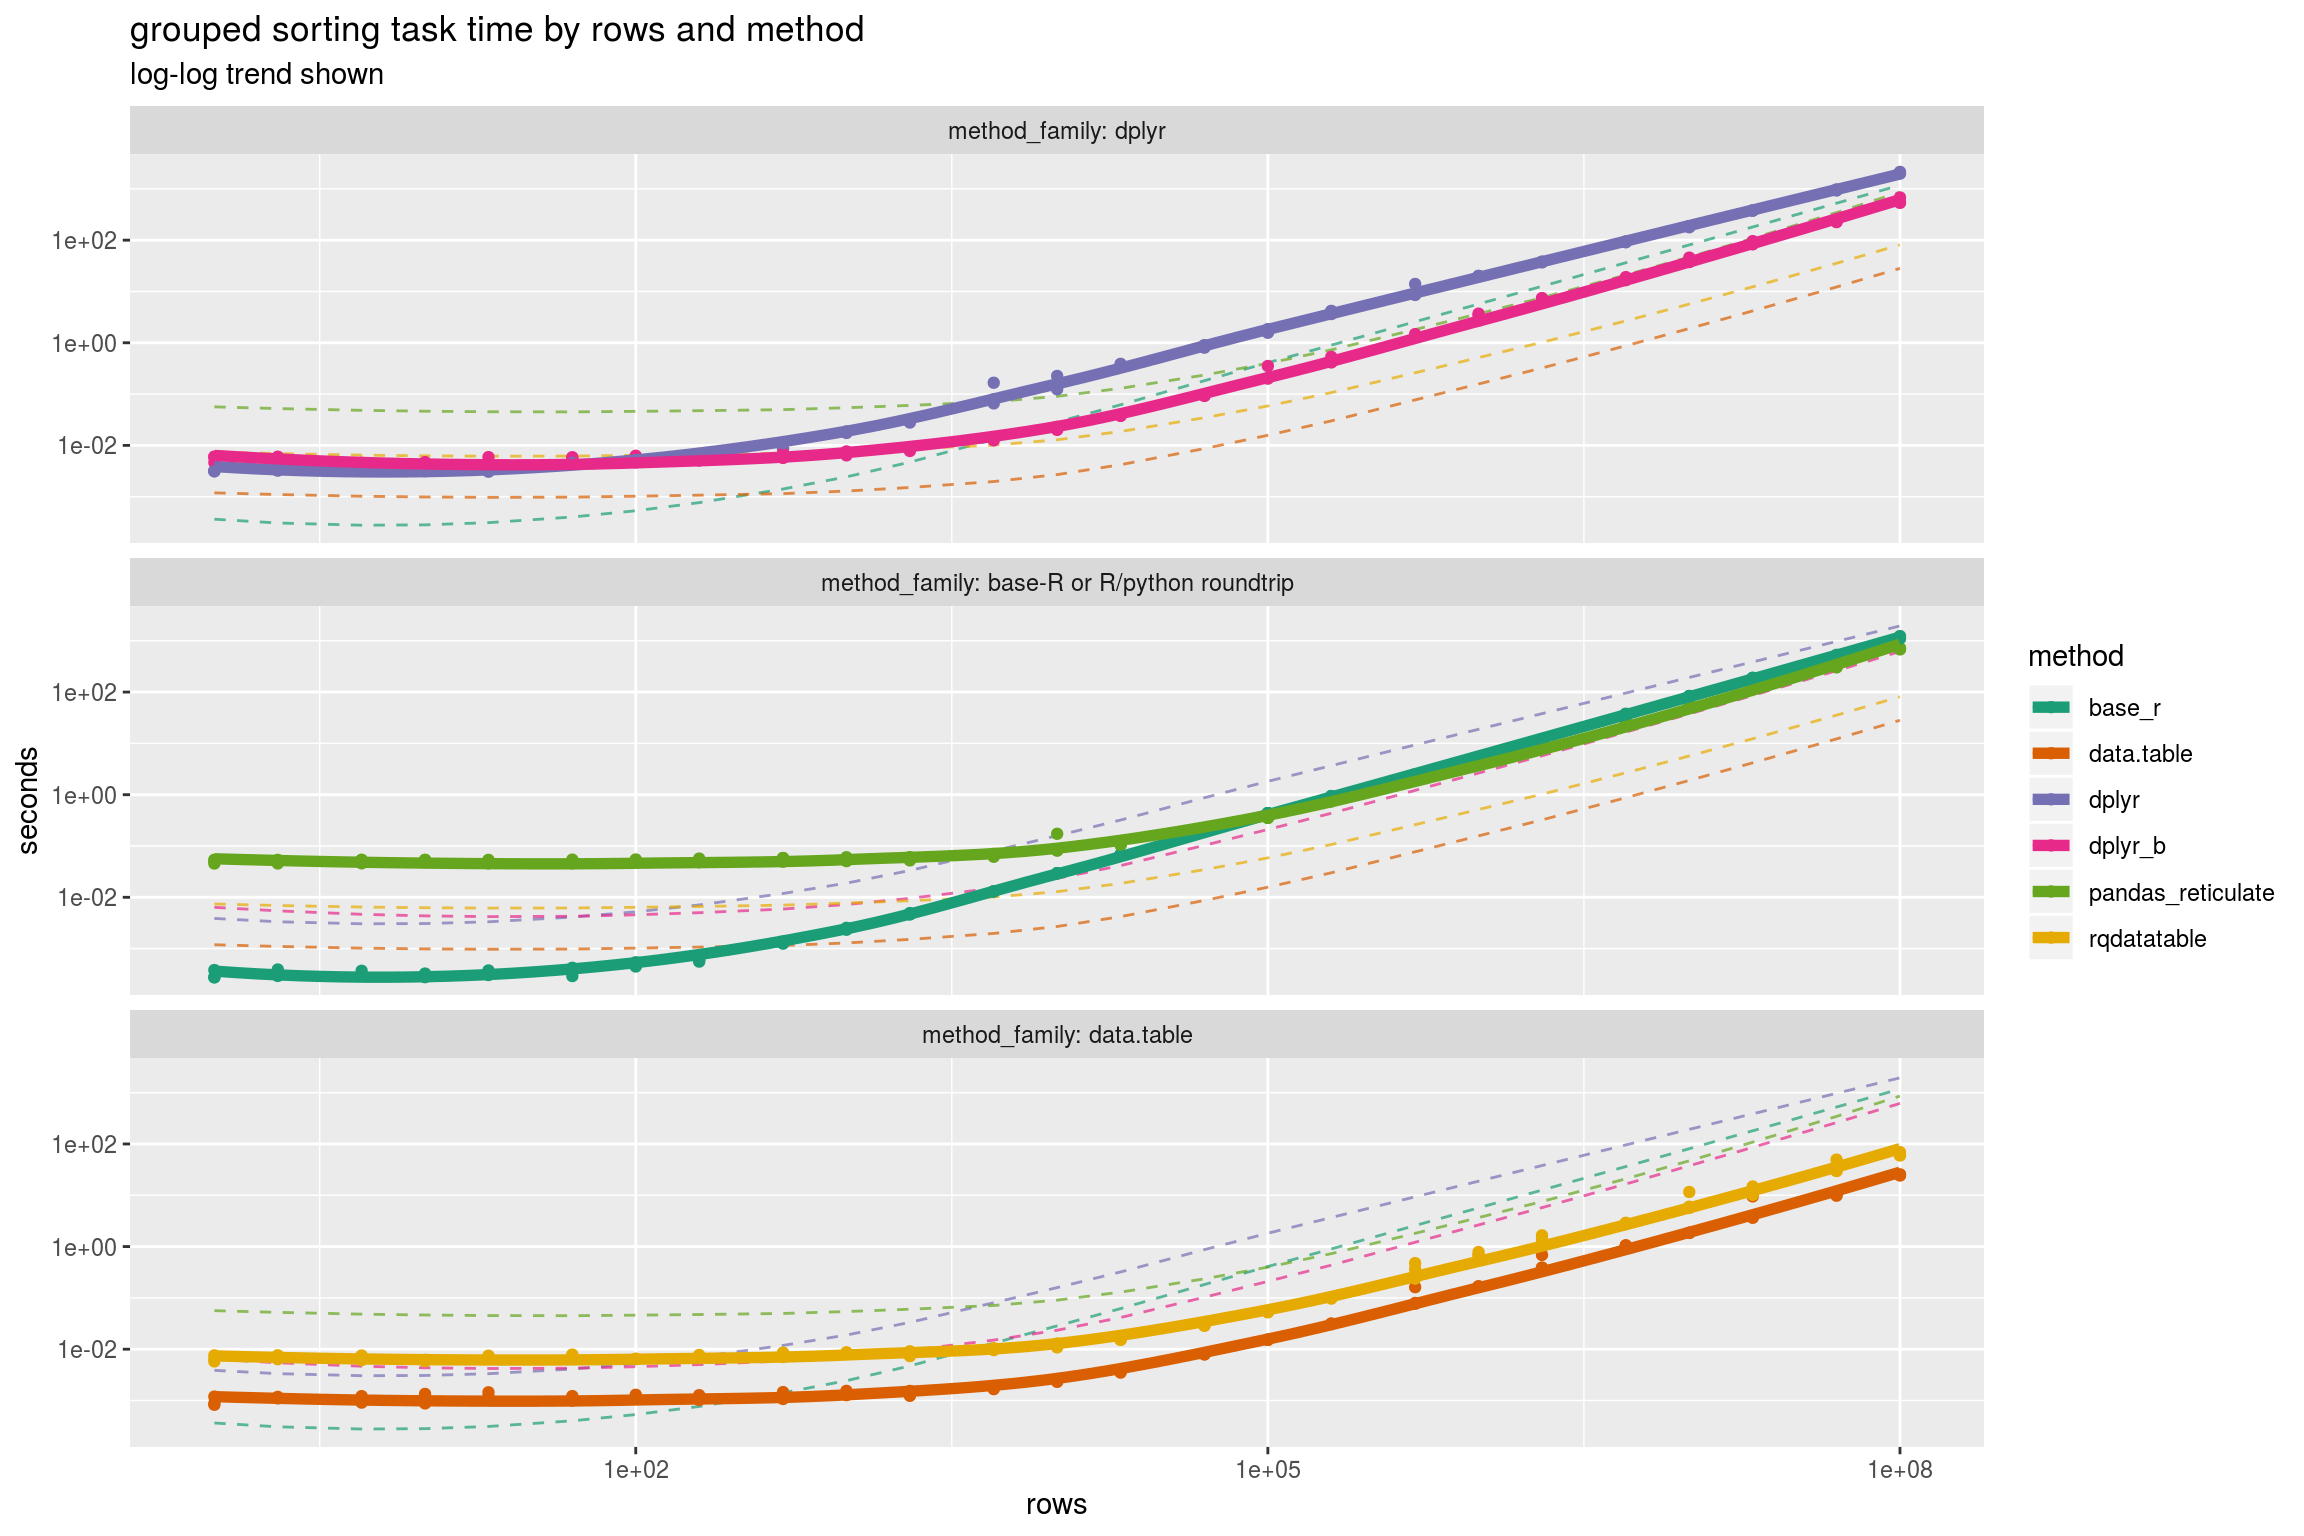 grouped sorting task time by rows and method
log-log trend shown
method_family: dplyr
1e+02
1e+00
1e-02
method_family: base-R or R/python roundtrip
1e+02
1e+00
1e-02
method_family: data.table
1e+02
1e+00
1e-02
1e+02 1e+05 1e+08
rows
seconds
method
base_r
data.table
dplyr
dplyr_b
pandas_reticulate
rqdatatable